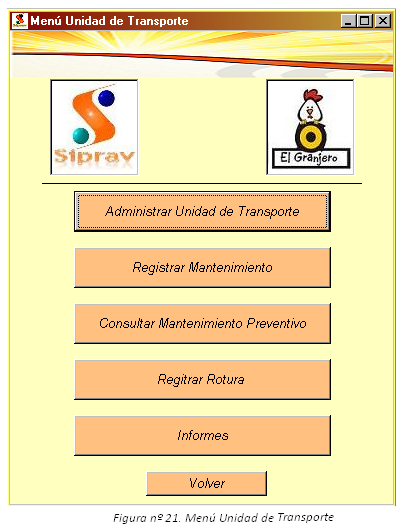 Menú Unidad de Transporte
Siprav
El Granjero
Administrar Unidad de Transporte
Registrar Mantenimiento
Consultar Mantenimiento Preventivo
Regitrar Rotura
Informes
Volver
Figura nº 21. Menú Unidad de Transporte